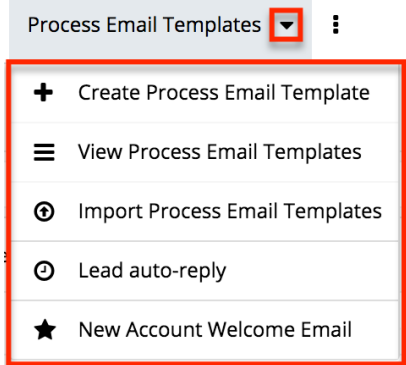 Process Email Templates
Create Process Email Template
View Process Email Templates
Import Process Email Templates
Lead auto-reply
New Account Welcome Email